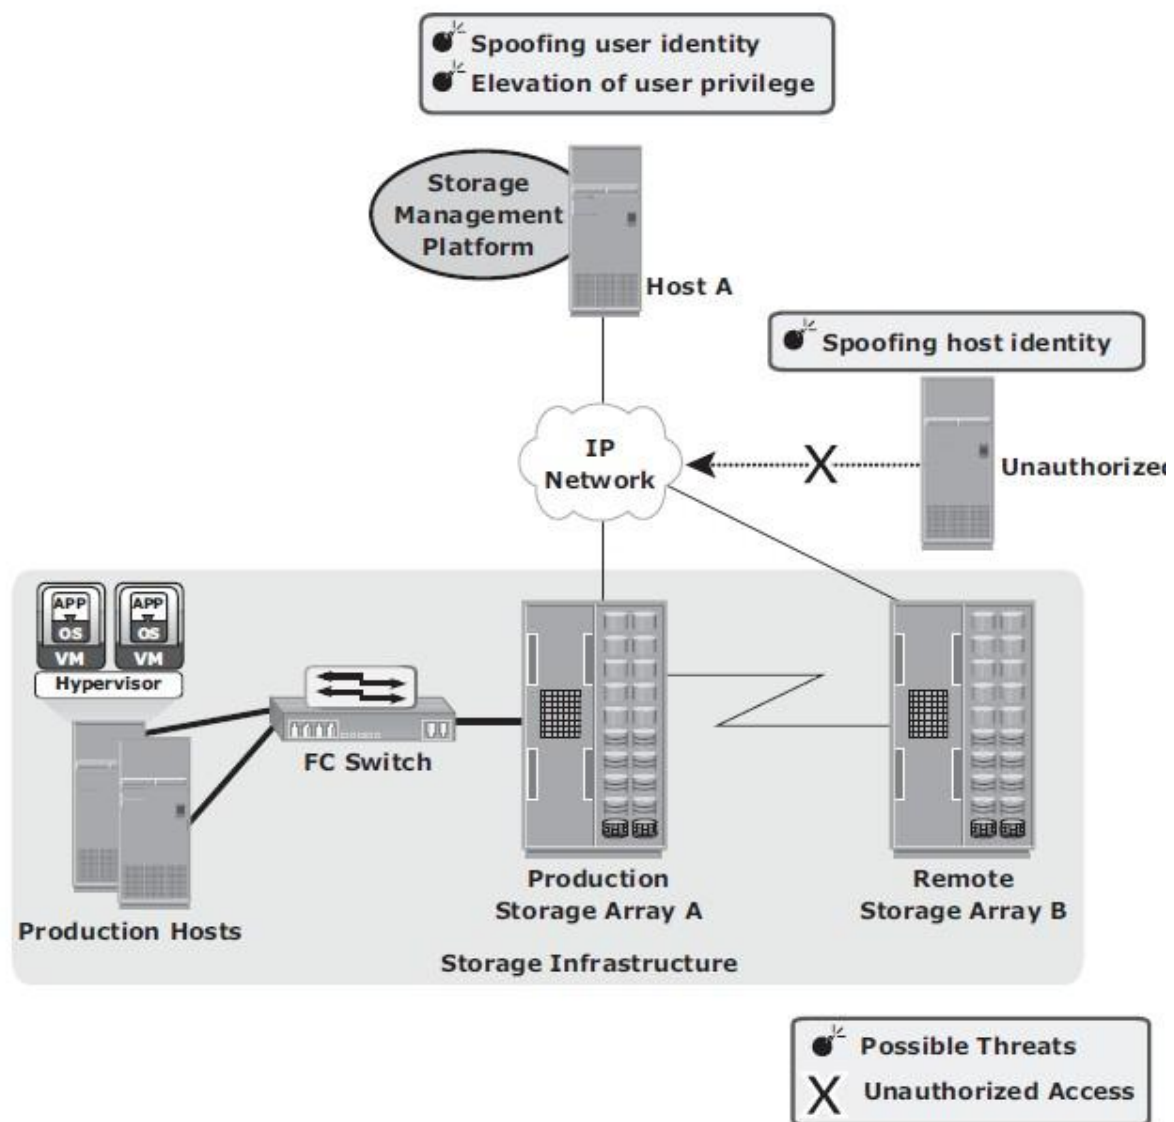 Spoofing user identity
Elevation of user privilege
Storage
Management
Platform
Host A
Spoofing host identity
IP
Network
Unauthorized
APP
OS
VM
APP
OS
VM
Hypervisor
FC Switch
Production Hosts
Production
Storage Array A
Remote
Storage Array B
Storage Infrastructure
Possible Threats
X Unauthorized Access